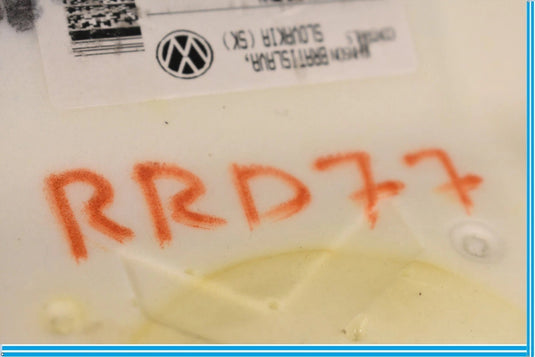 BRATISLAVA,
SLOVAKIA (SK)
RRD77